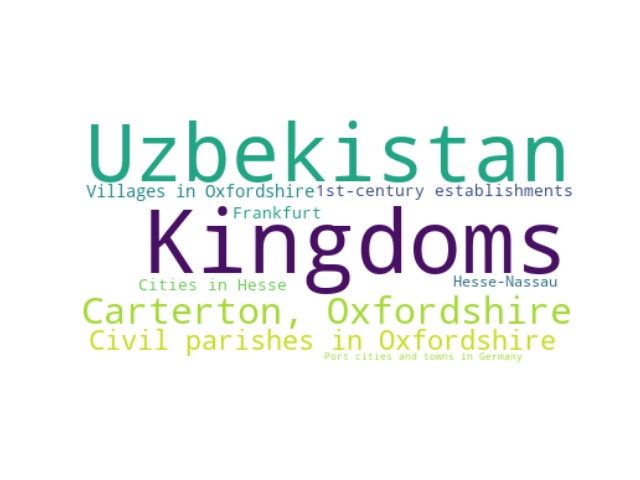 Uzbekistan
Villages in Oxfordshire 1st-century establishments
Frankfurt
Kingdoms
Cities in Hesse Hesse-Nassau
Carterton, Oxfordshire
Civil parishes in Oxfordshire
Port cities and towns in Germany